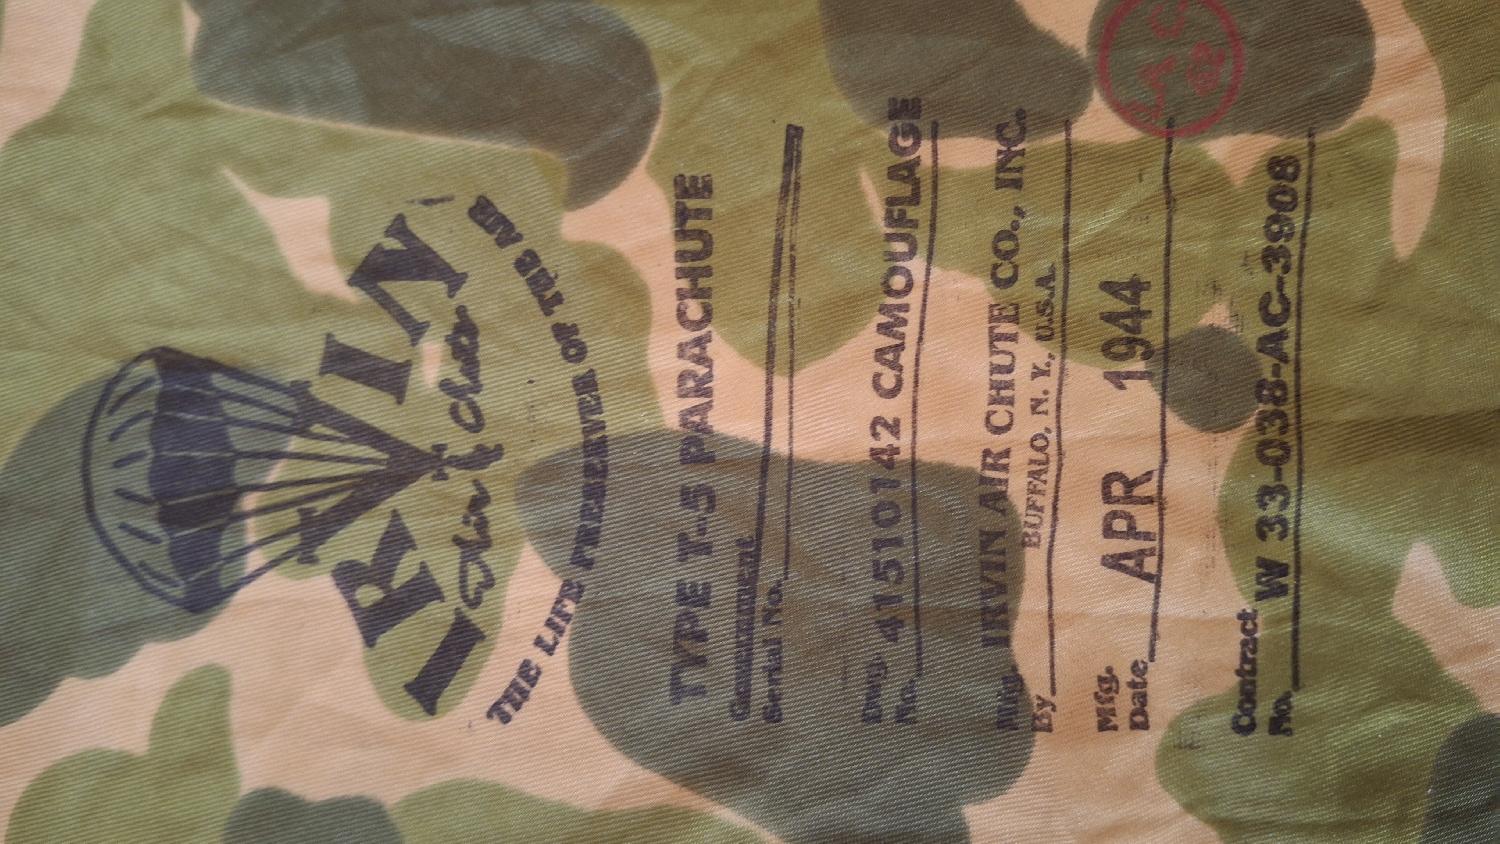 IRVIN
Air Chute
THE LIFE PRESERVER OF THE AIR
TYPE T-5 PARACHUTE
Government
Serial No.
Dwg. No. 41510142 CAMOUFLAGE
Mfg. By IRVIN AIR CHUTE CO., INC.
BUFFALO, N. Y., U.S.A.
Mfg. Date APR 1944
Contract No. W 33-038-AC-3908